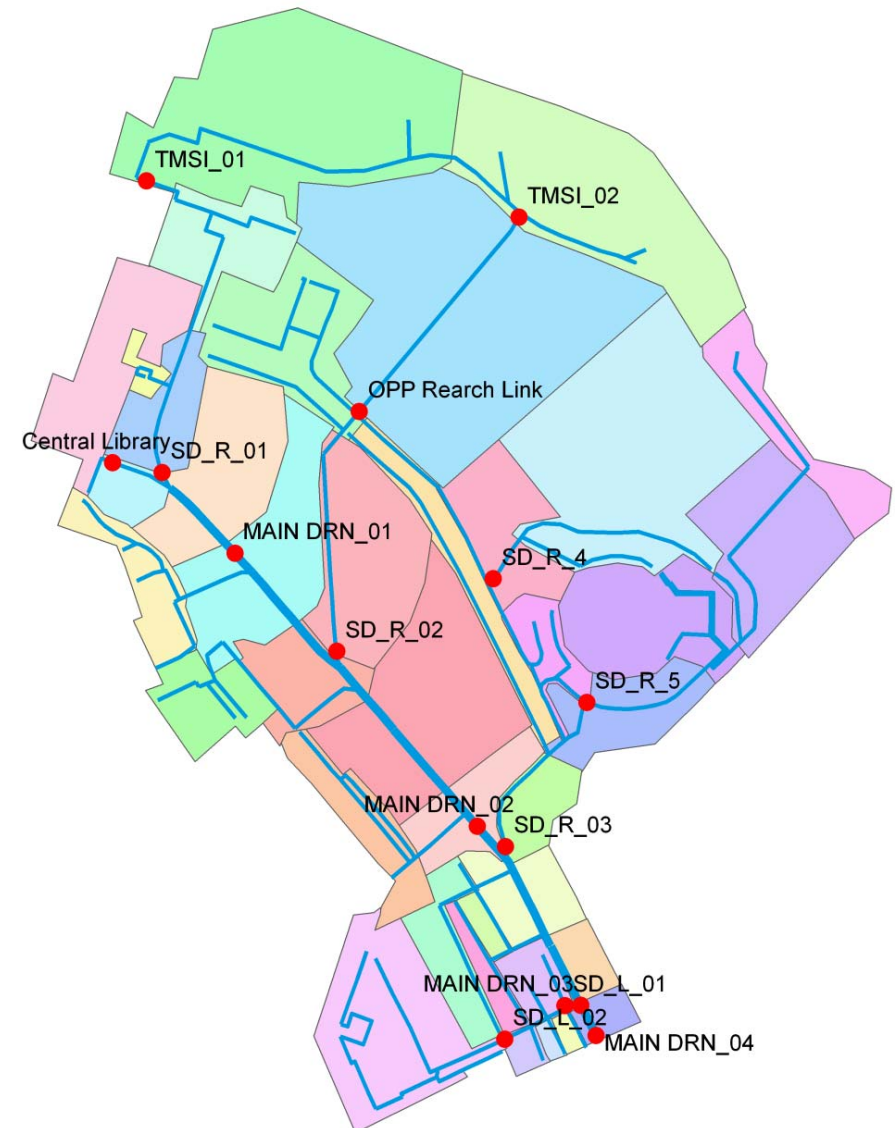 TMSI_01
TMSI_02
OPP Rearch Link
Central Library
SD_R_01
MAIN DRN_01
SD_R_4
SD_R_02
SD_R_5
MAIN DRN_02
SD_R_03
MAIN DRN_03
SD_L_01
SD_L_02
MAIN DRN_04